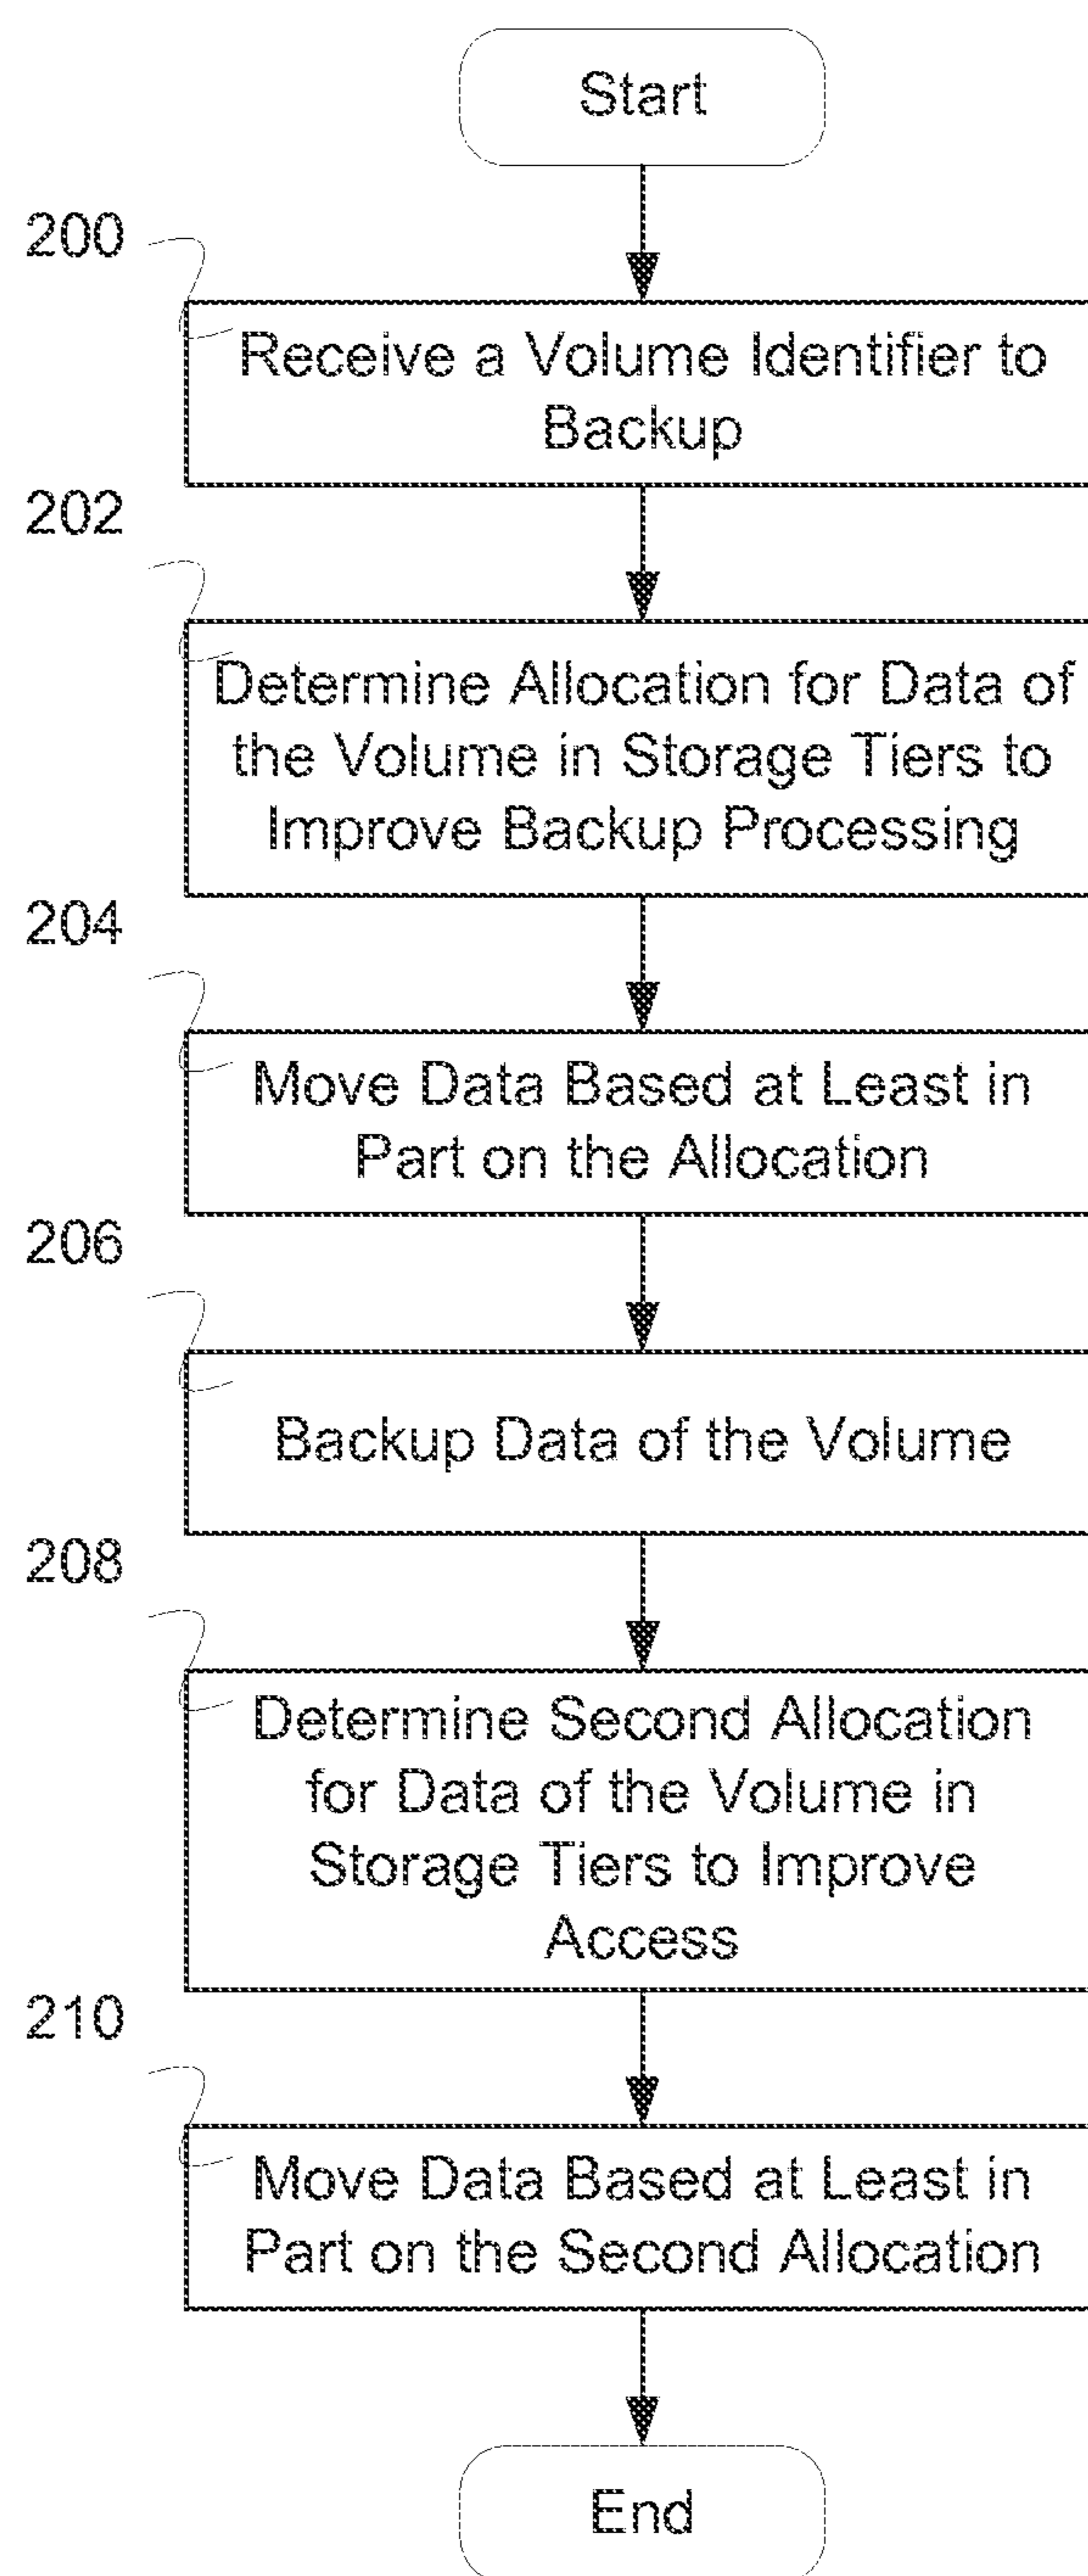 Start
200
Receive a Volume Identifier to
Backup
202
Determine Allocation for Data of
the Volume in Storage Tiers to
Improve Backup Processing
204
Move Data Based at Least in
Part on the Allocation
206
Backup Data of the Volume
208
Determine Second Allocation
for Data of the Volume in
Storage Tiers to Improve
Access
210
Move Data Based at Least in
Part on the Second Allocation
End